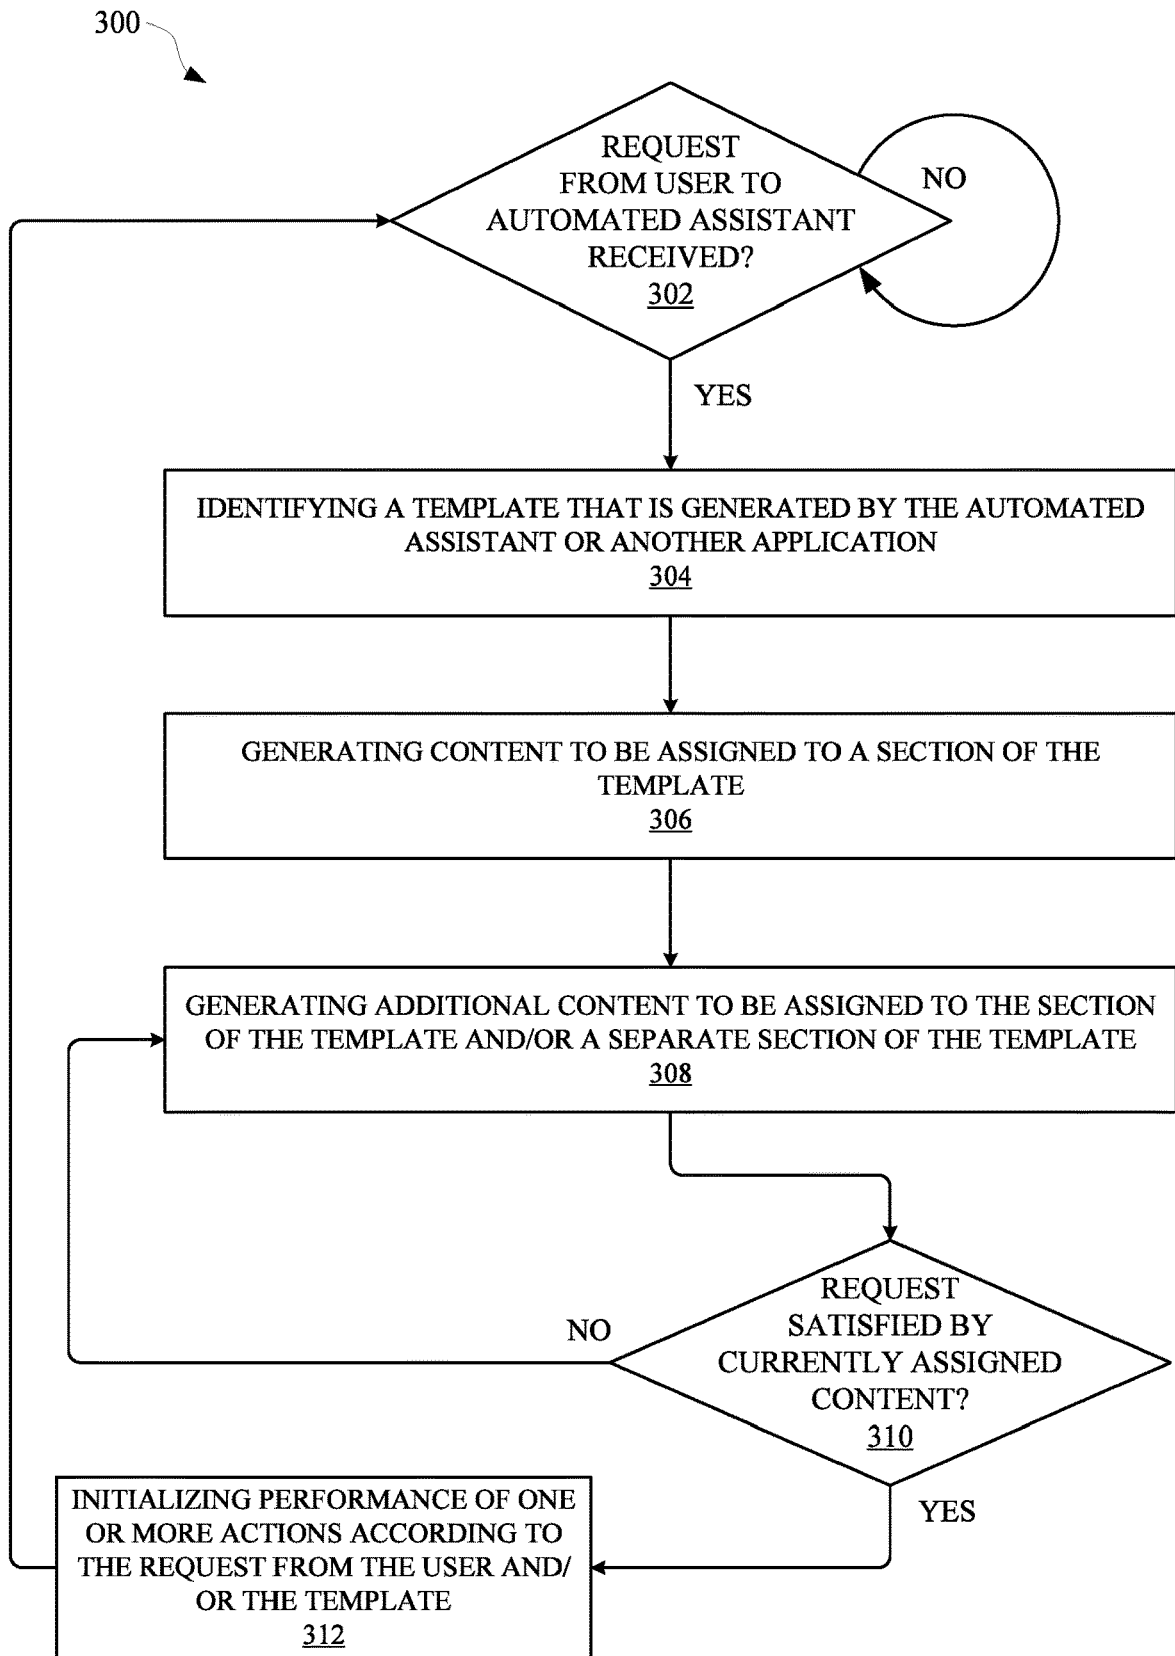 300
REQUEST
FROM USER TO
AUTOMATED ASSISTANT
RECEIVED?
302
NO
YES
IDENTIFYING A TEMPLATE THAT IS GENERATED BY THE AUTOMATED
ASSISTANT OR ANOTHER APPLICATION
304
GENERATING CONTENT TO BE ASSIGNED TO A SECTION OF THE
TEMPLATE
306
GENERATING ADDITIONAL CONTENT TO BE ASSIGNED TO THE SECTION
OF THE TEMPLATE AND/OR A SEPARATE SECTION OF THE TEMPLATE
308
REQUEST
SATISFIED BY
CURRENTLY ASSIGNED
CONTENT?
310
NO
YES
INITIALIZING PERFORMANCE OF ONE
OR MORE ACTIONS ACCORDING TO
THE REQUEST FROM THE USER AND/
OR THE TEMPLATE
312